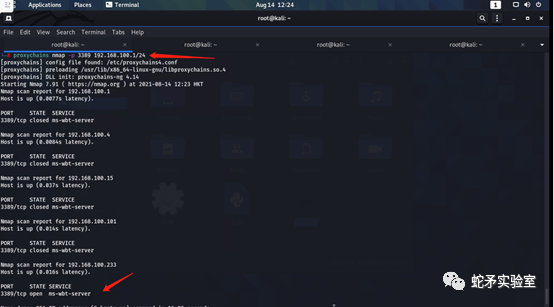 Applications Places Terminal Aug 14 12:24 1
root@kali: ~
File Edit View Search Terminal Tabs Help
root@kali: ~ root@kali: ~ root@kali: ~ root@kali: ~
proxychains nmap -p 3389 192.168.100.1/24
[proxychains] config file found: /etc/proxychains4.conf
[proxychains] preloading /usr/lib/x86_64-linux-gnu/libproxychains.so.4
[proxychains] DLL init: proxychains-ng 4.14
Starting Nmap 7.91 ( https://nmap.org ) at 2021-08-14 12:23 HKT
Nmap scan report for 192.168.100.1
Host is up (0.0077s latency).
PORT STATE SERVICE
3389/tcp closed ms-wbt-server
Nmap scan report for 192.168.100.4
Host is up (0.0084s latency).
PORT STATE SERVICE
3389/tcp closed ms-wbt-server
Nmap scan report for 192.168.100.15
Host is up (0.037s latency).
PORT STATE SERVICE
3389/tcp closed ms-wbt-server
Nmap scan report for 192.168.100.101
Host is up (0.014s latency).
PORT STATE SERVICE
3389/tcp closed ms-wbt-server
Nmap scan report for 192.168.100.233
Host is up (0.016s latency).
PORT STATE SERVICE
3389/tcp open ms-wbt-server
蛇矛实验室